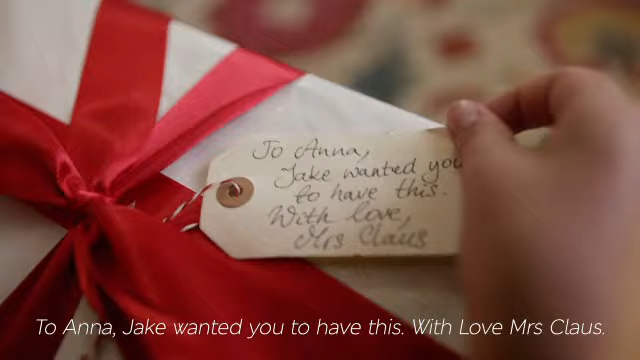 To Anna,
Jake wanted you
to have this.
With love,
Mrs Claus
To Anna, Jake wanted you to have this. With Love Mrs Claus.